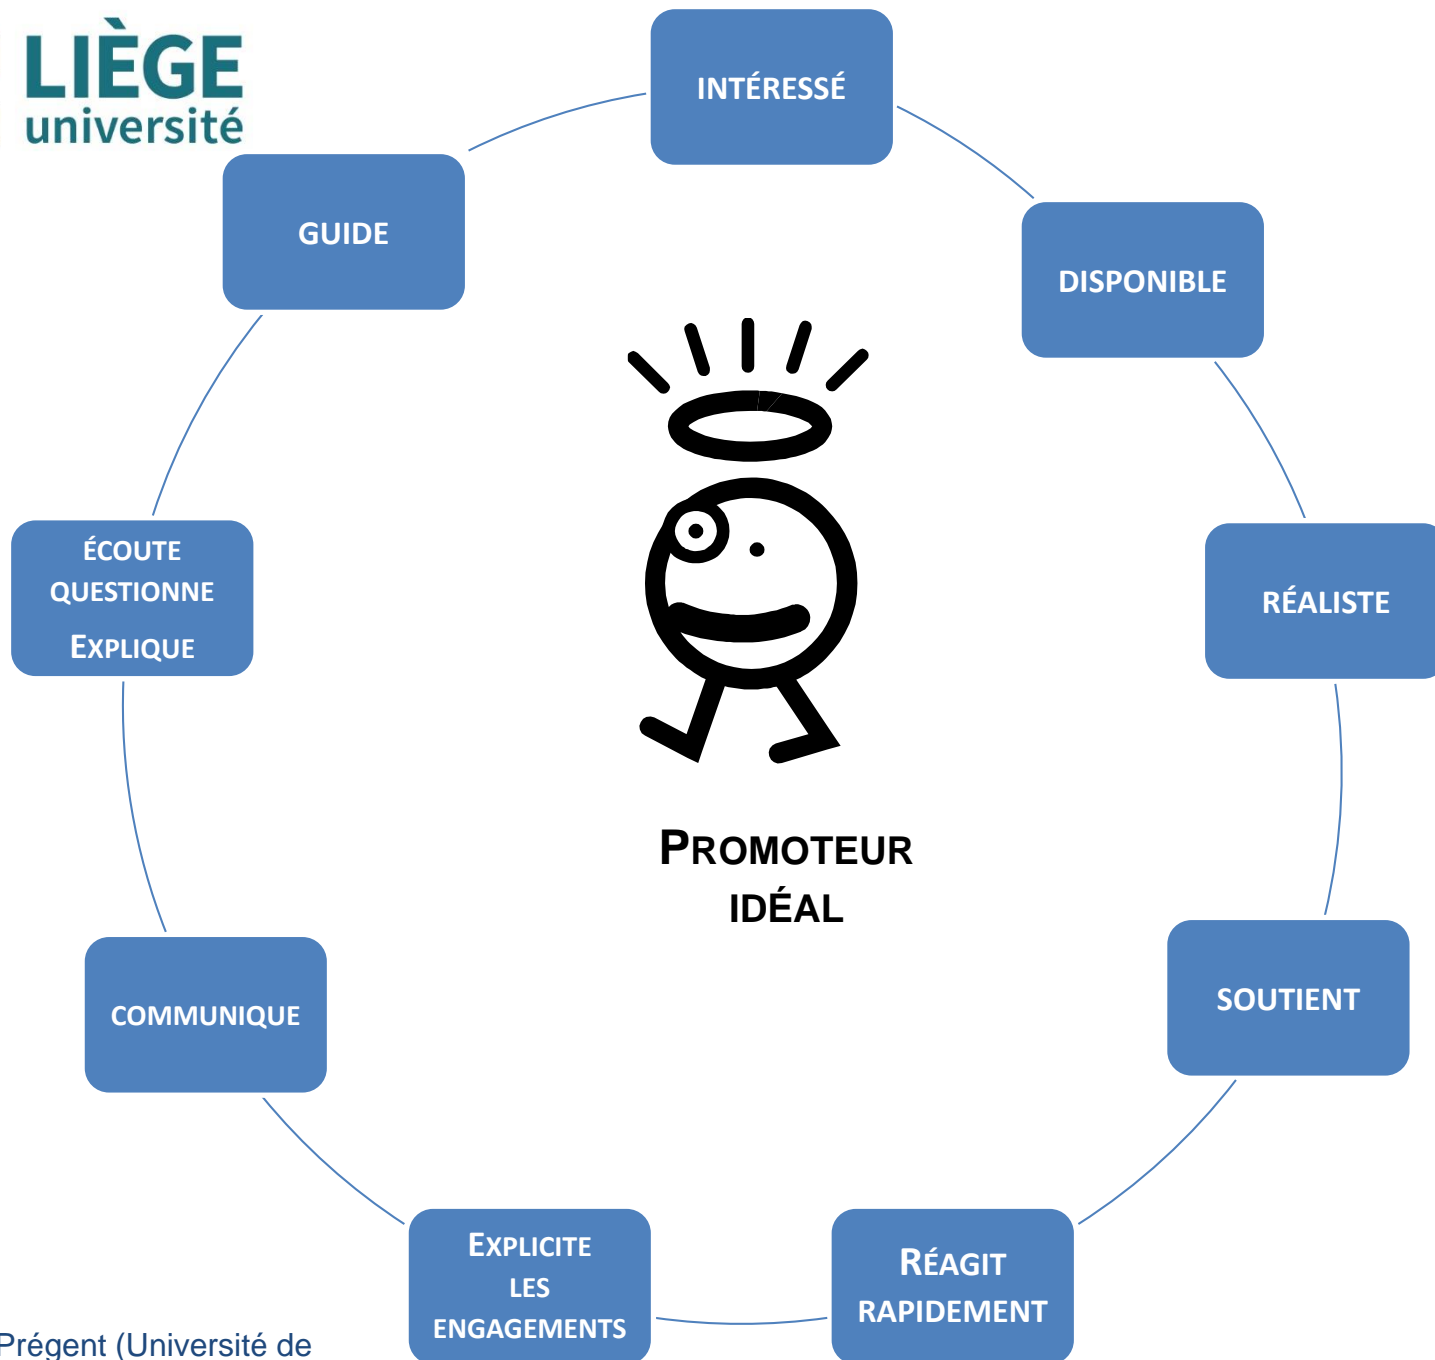 LIÈGE
université
INTÉRESSÉ
DISPONIBLE
RÉALISTE
SOUTIENT
RÉAGIT
RAPIDEMENT
EXPLICITE
LES
ENGAGEMENTS
COMMUNIQUE
ÉCOUTE
QUESTIONNE
EXPLIQUE
GUIDE
PROMOTEUR
IDÉAL
Prégent (Université de